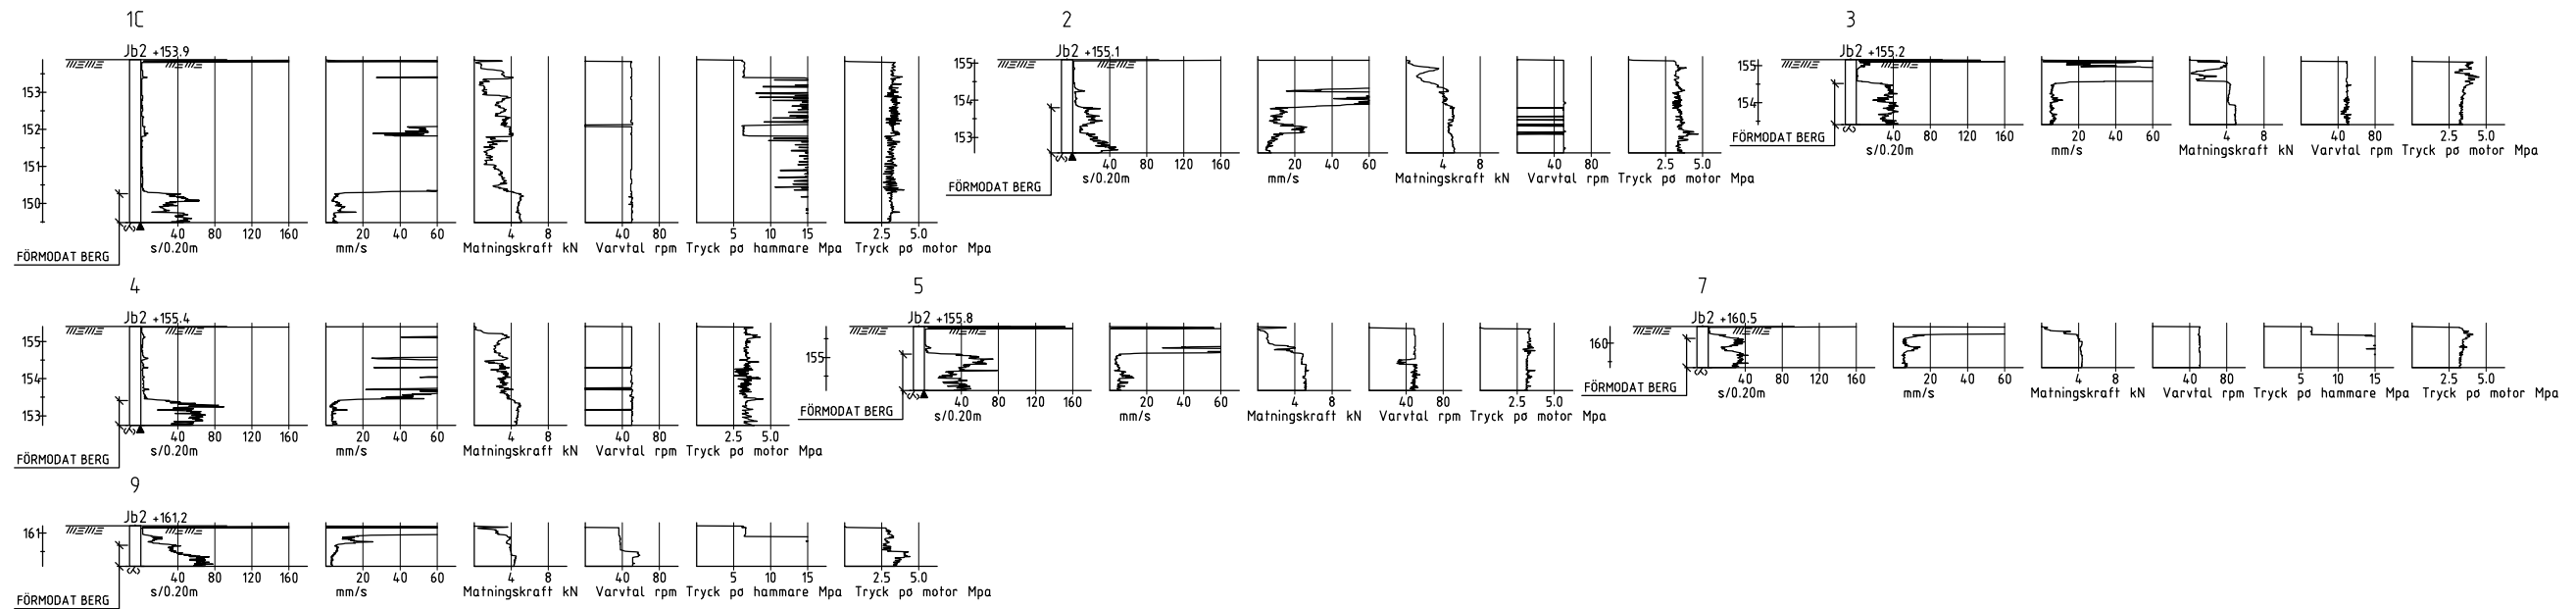 1C
Jb2 +153.9
153
152
151
150
40 80 120 160
s/0.20m
20 40 60
mm/s
4 8
Matningskraft kN
40 80
Varvtal rpm
5 10 15
Tryck pσ hammare Mpa
2.5 5.0
Tryck pσ motor Mpa
FÖRMODAT BERG
2
Jb2 +155.1
155
154
153
40 80 120 160
s/0.20m
20 40 60
mm/s
4 8
Matningskraft kN
40 80
Varvtal rpm
2.5 5.0
Tryck pσ motor Mpa
FÖRMODAT BERG
3
Jb2 +155.2
155
154
40 80 120 160
s/0.20m
20 40 60
mm/s
4 8
Matningskraft kN
40 80
Varvtal rpm
2.5 5.0
Tryck pσ motor Mpa
FÖRMODAT BERG
4
Jb2 +155.4
155
154
153
40 80 120 160
s/0.20m
20 40 60
mm/s
4 8
Matningskraft kN
40 80
Varvtal rpm
2.5 5.0
Tryck pσ motor Mpa
FÖRMODAT BERG
5
Jb2 +155.8
155
40 80 120 160
s/0.20m
20 40 60
mm/s
4 8
Matningskraft kN
40 80
Varvtal rpm
2.5 5.0
Tryck pσ motor Mpa
FÖRMODAT BERG
7
Jb2 +160.5
160
40 80 120 160
s/0.20m
20 40 60
mm/s
4 8
Matningskraft kN
40 80
Varvtal rpm
5 10 15
Tryck pσ hammare Mpa
2.5 5.0
Tryck pσ motor Mpa
FÖRMODAT BERG
9
Jb2 +161,2
161
40 80 120 160
s/0.20m
20 40 60
mm/s
4 8
Matningskraft kN
40 80
Varvtal rpm
5 10 15
Tryck pσ hammare Mpa
2.5 5.0
Tryck pσ motor Mpa
FÖRMODAT BERG